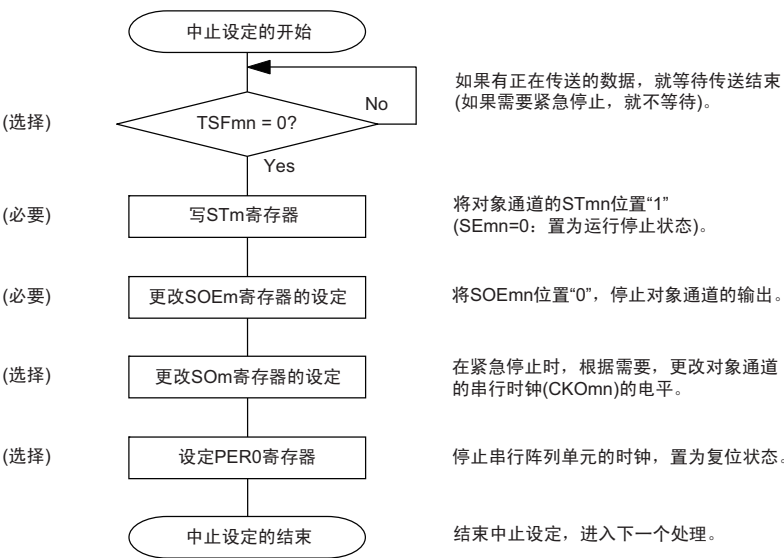 中止设定的开始
如果有正在传送的数据，就等待传送结束
(如果需要紧急停止，就不等待)。
(选择)
TSFmn = 0?
No
Yes
(必要)
写STm寄存器
将对象通道的STmn位置“1”
(SEmn=0：置为运行停止状态)。
(必要)
更改SOEm寄存器的设定
将SOEmn位置“0”，停止对象通道的输出。
(选择)
更改SOm寄存器的设定
在紧急停止时，根据需要，更改对象通道
的串行时钟(CKOmn)的电平。
(选择)
设定PER0寄存器
停止串行阵列单元的时钟，置为复位状态。
中止设定的结束
结束中止设定，进入下一个处理。